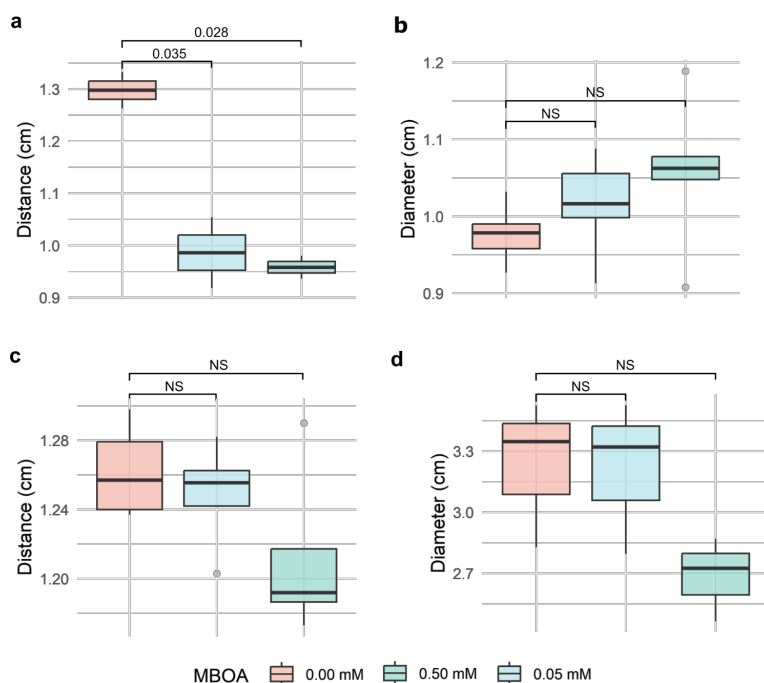 a
0.028
0.035
1.3
1.2
1.1
1.0
0.9
Distance (cm)
b
1.2
1.1
1.0
0.9
NS
NS
Diameter (cm)
c
NS
NS
1.28
1.24
1.20
Distance (cm)
d
NS
NS
3.3
3.0
2.7
Diameter (cm)
MBOA 0.00 mM 0.50 mM 0.05 mM